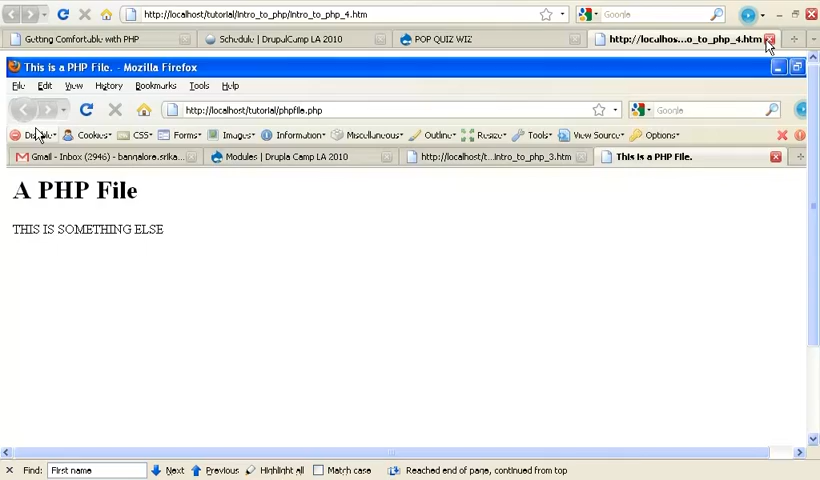 http://localhost/tutorial/intro_to_php/intro_to_php_4.htm
Google
Getting Comfortable with PHP
Schedule | DrupalCamp LA 2010
POP QUIZ WIZ
http://localhos...o_to_php_4.htm
This is a PHP File. - Mozilla Firefox
File Edit View History Bookmarks Tools Help
http://localhost/tutorial/phpfile.php
Google
Disable Cookies CSS Forms Images Information Miscellaneous Outline Resize Tools View Source Options
Gmail - Inbox (2946) - bangalore.srika...
Modules | Drupla Camp LA 2010
http://localhost/t...intro_to_php_3.htm
This is a PHP File.
A PHP File
THIS IS SOMETHING ELSE
Find: First name Next Previous Highlight all Match case Reached end of page, continued from top